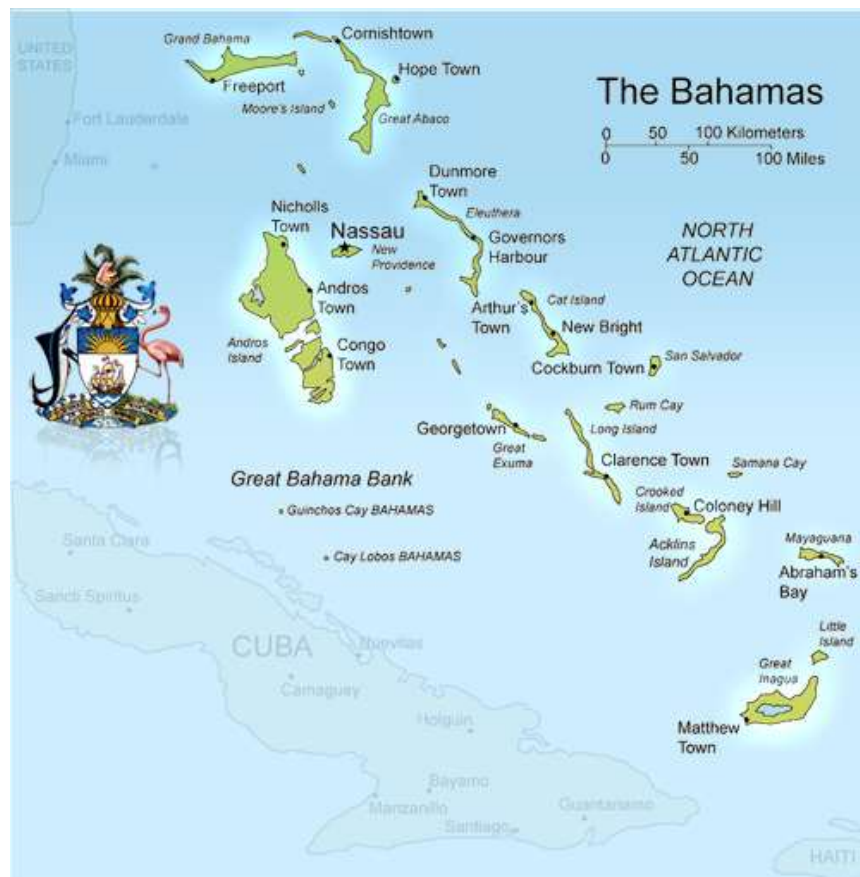 The Bahamas
0 50 100 Kilometers
0 50 100 Miles
UNITED
STATES
Fort Lauderdale
Miami
Grand Bahama
Freeport
Cornishtown
Hope Town
Moore's Island
Great Abaco
Dunmore
Town
Eleuthera
Governors
Harbour
Nicholls
Town
Nassau
New
Providence
Andros
Town
Andros
Island
Congo
Town
NORTH
ATLANTIC
OCEAN
Arthur's
Town
Cat Island
New Bright
Cockburn Town
San Salvador
Rum Cay
Georgetown
Great
Exuma
Long Island
Clarence Town
Samana Cay
Crooked
Island
Coloney Hill
Acklins
Island
Mayaguana
Abraham's
Bay
Great Bahama Bank
Guinchos Cay BAHAMAS
Cay Lobos BAHAMAS
Little
Island
Great
Inagua
Matthew
Town
Santa Clara
Sancti Spiritus
CUBA
Nuevitas
Camaguay
Holguin
Bayamo
Manzanillo
Guantanamo
Santiago
HAITI